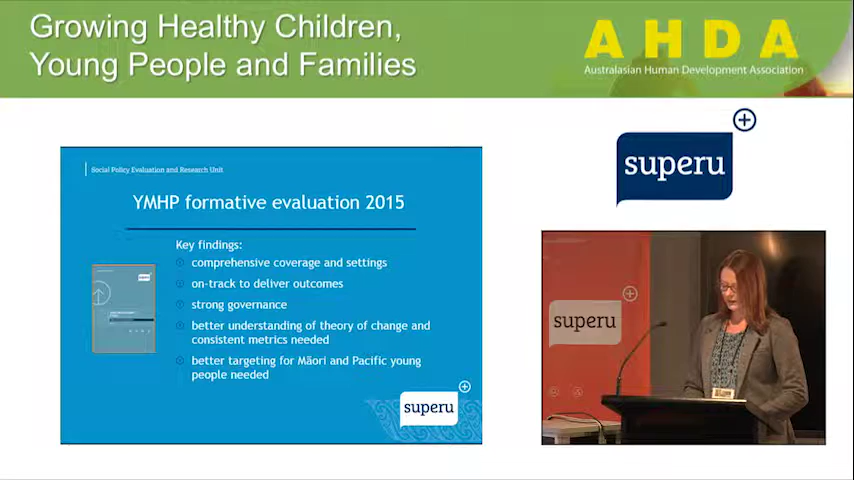 Growing Healthy Children,
Young People and Families
AHDA
Australasian Human Development Association
superu
Social Policy Evaluation and Research Unit
YMHP formative evaluation 2015
Key findings:
comprehensive coverage and settings
on-track to deliver outcomes
strong governance
better understanding of theory of change and
consistent metrics needed
better targeting for Māori and Pacific young
people needed
superu
superu
superu